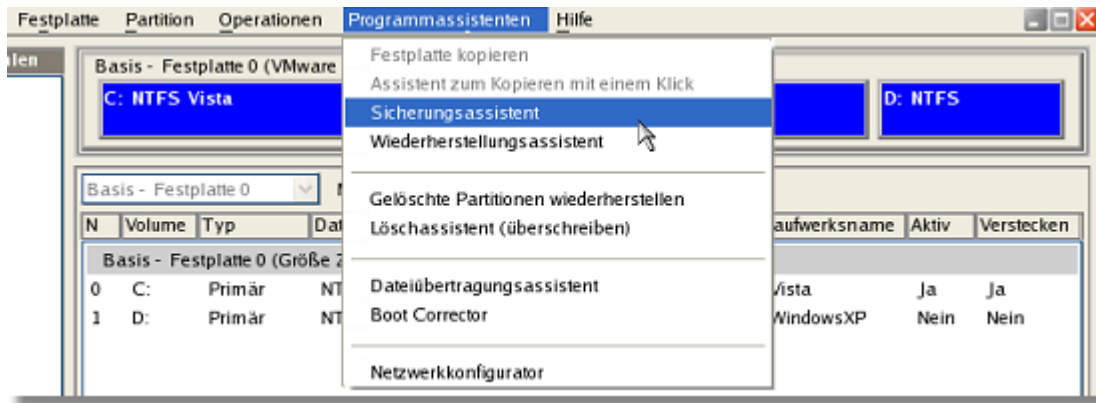 Festplatte Partition Operationen Programmassistenten Hilfe
Basis - Festplatte 0 (VMware
C: NTFS Vista
D: NTFS
Festplatte kopieren
Assistent zum Kopieren mit einem Klick
Sicherungsassistent
Wiederherstellungsassistent
Gelöschte Partitionen wiederherstellen
Löschassistent (überschreiben)
Dateiübertragungsassistent
Boot Corrector
Netzwerkkonfigurator
Basis - Festplatte 0
N Volume Typ Dat aufwerksname Aktiv Verstecken
Basis - Festplatte 0 (Größe 2
0 C: Primär NT Vista Ja Ja
1 D: Primär NT WindowsXP Nein Nein